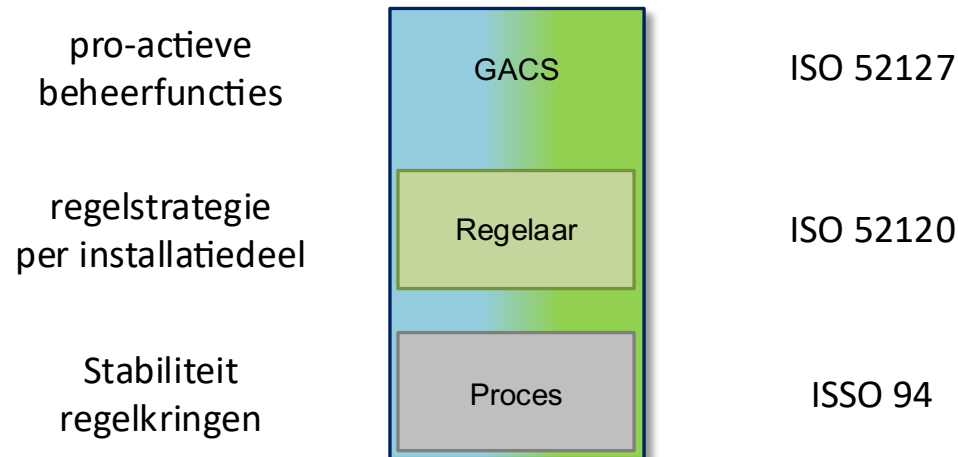 pro-actieve
beheerfuncties
GACS
ISO 52127
regelstrategie
per installatiedeel
Regelaar
ISO 52120
Stabiliteit
regelkringen
Proces
ISSO 94